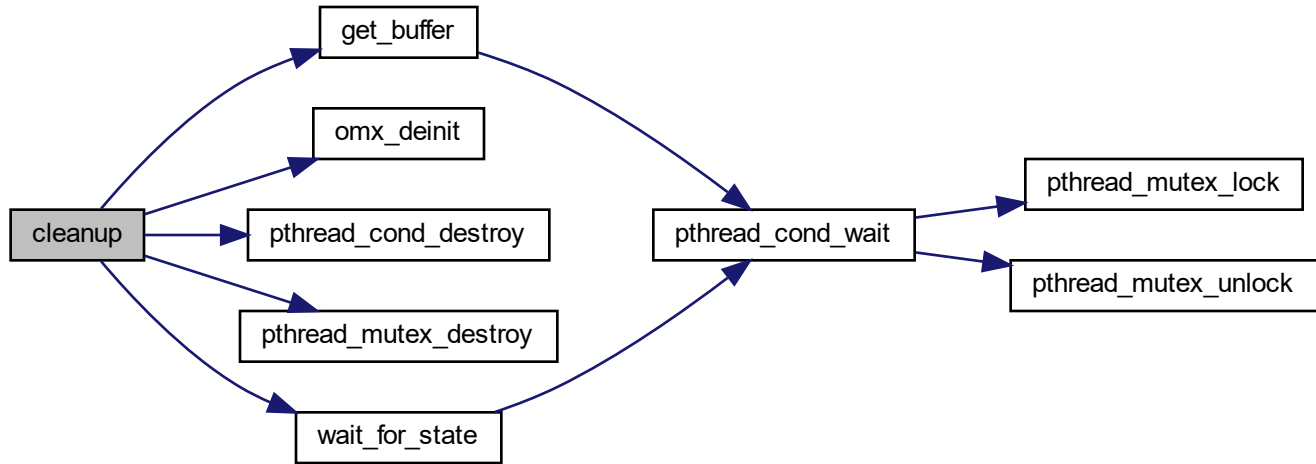 get_buffer
omx_deinit
cleanup
pthread_cond_destroy
pthread_mutex_destroy
wait_for_state
pthread_cond_wait
pthread_mutex_lock
pthread_mutex_unlock